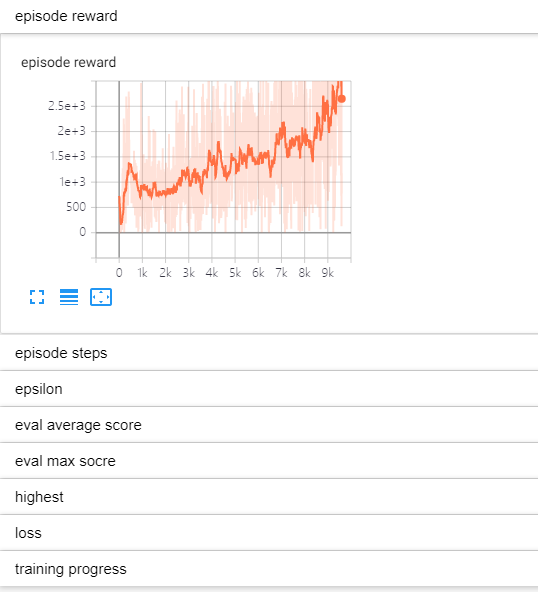 episode reward
episode reward
2.5e+3
2e+3
1.5e+3
1e+3
500
0
0 1k 2k 3k 4k 5k 6k 7k 8k 9k
episode steps
epsilon
eval average score
eval max socre
highest
loss
training progress